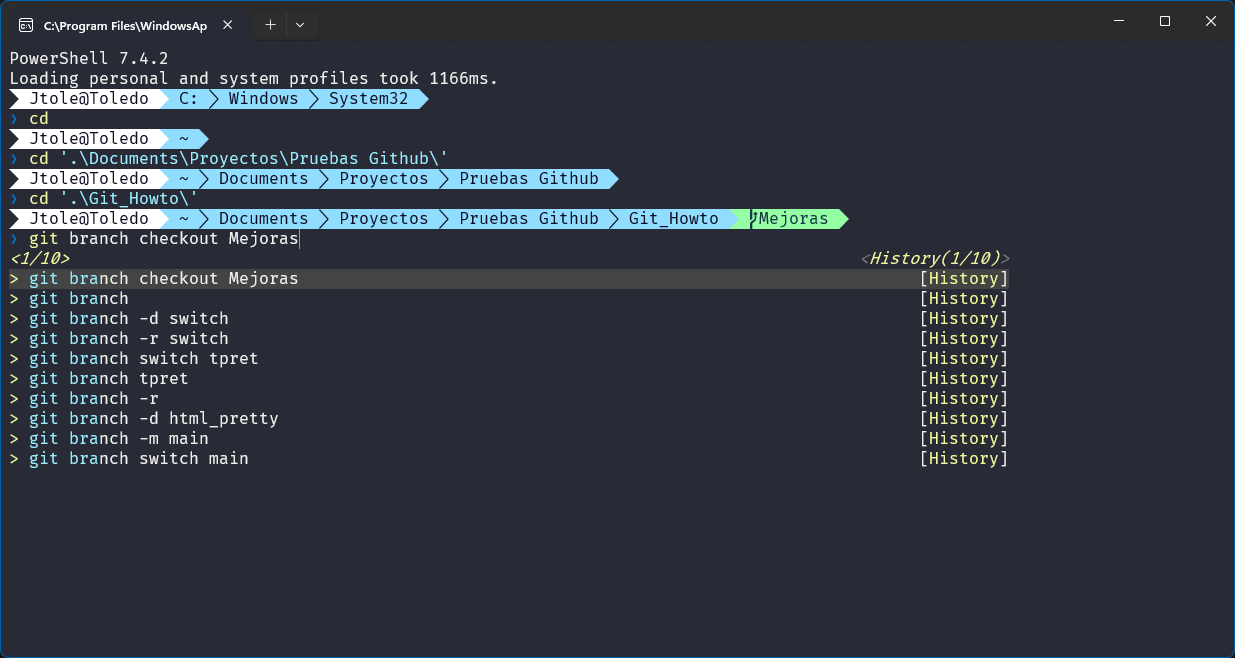 C:\Program Files\WindowsAp
PowerShell 7.4.2
Loading personal and system profiles took 1166ms.
Jtole@Toledo C: Windows System32
❯ cd
Jtole@Toledo ~
❯ cd '.\Documents\Proyectos\Pruebas Github\'
Jtole@Toledo ~ Documents Proyectos Pruebas Github
❯ cd '.\Git_Howto\'
Jtole@Toledo ~ Documents Proyectos Pruebas Github Git_Howto Mejoras
❯ git branch checkout Mejoras
<1/10> <History(1/10)>
> git branch checkout Mejoras [History]
> git branch [History]
> git branch -d switch [History]
> git branch -r switch [History]
> git branch switch tpret [History]
> git branch tpret [History]
> git branch -r [History]
> git branch -d html_pretty [History]
> git branch -m main [History]
> git branch switch main [History]